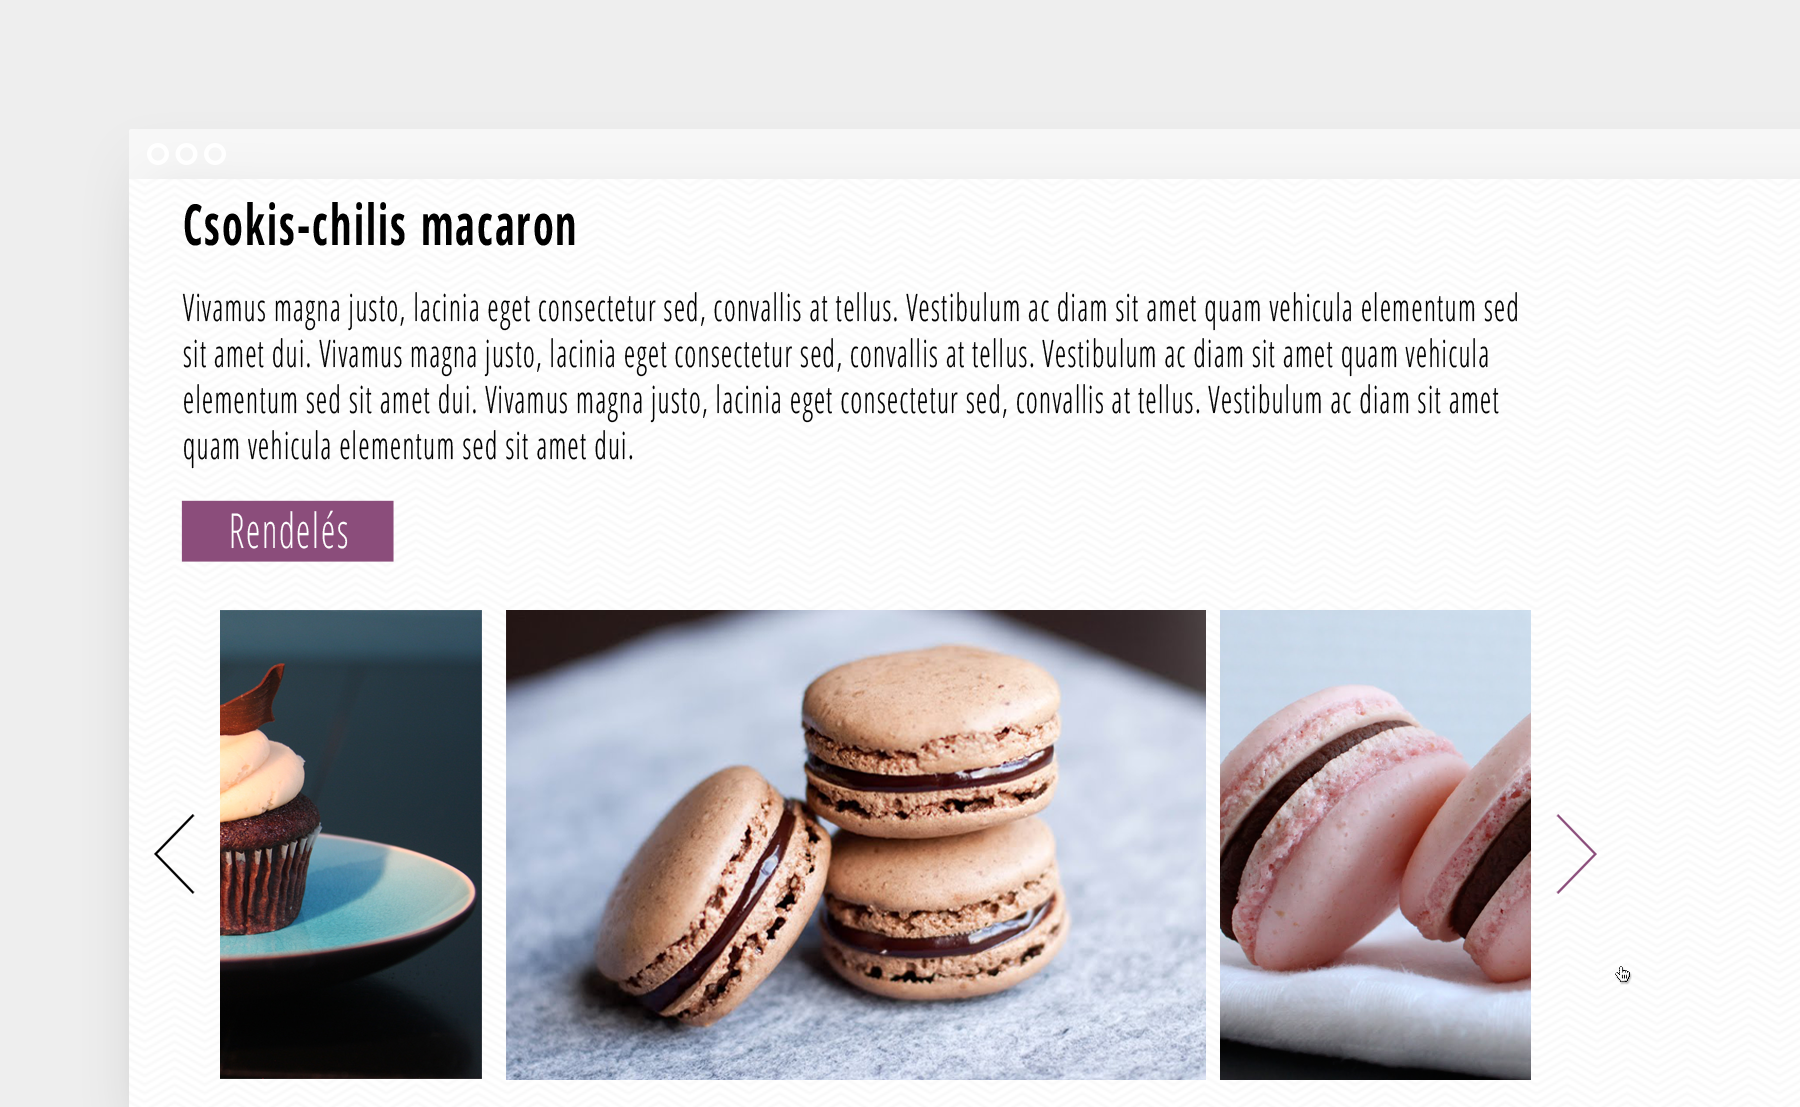 Csokis-chilis macaron
Vivamus magna justo, lacinia eget consectetur sed, convallis at tellus. Vestibulum ac diam sit amet quam vehicula elementum sed
sit amet dui. Vivamus magna justo, lacinia eget consectetur sed, convallis at tellus. Vestibulum ac diam sit amet quam vehicula
elementum sed sit amet dui. Vivamus magna justo, lacinia eget consectetur sed, convallis at tellus. Vestibulum ac diam sit amet
quam vehicula elementum sed sit amet dui.
Rendelés